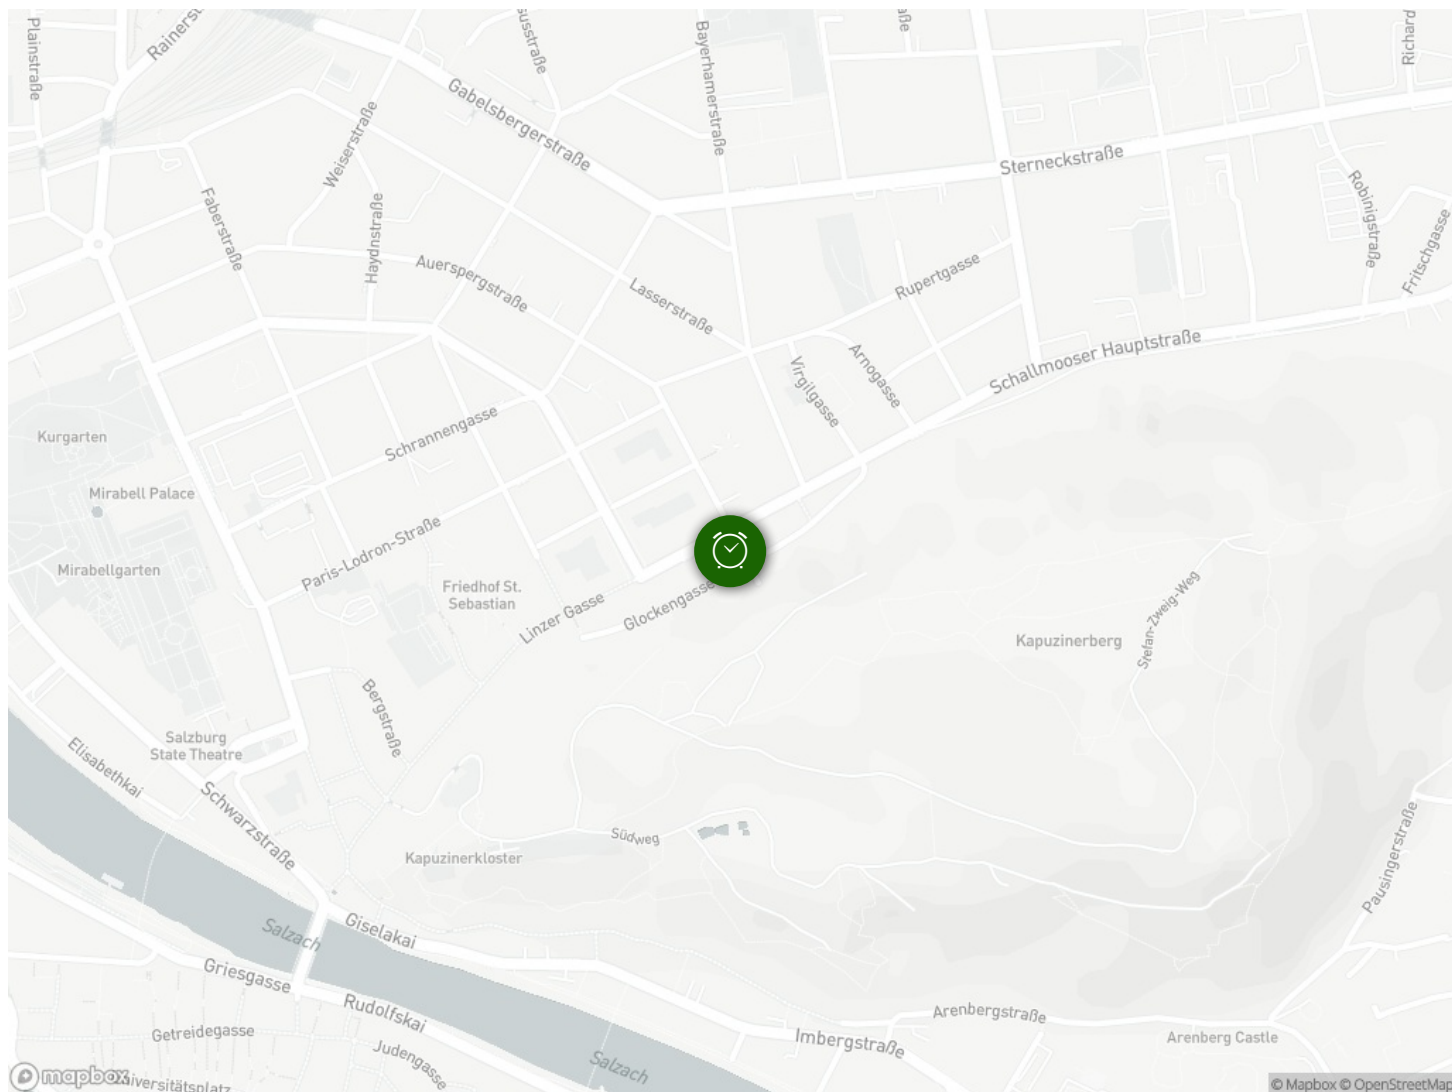 Plainstraße
Bayerhamerstraße
Richard
Gabelsbergerstraße
Weiserstraße
Sterneckstraße
Robinigstraße
Faberstraße
Haydnstraße
Fritschgasse
Auerspergstraße
Rupertgasse
Lasserstraße
Arnogasse
Schallmooser Hauptstraße
Virgilgasse
Schrannengasse
Kurgarten
Mirabell Palace
Paris-Lodron-Straße
Mirabellgarten
Friedhof St.
Sebastian
Linzer Gasse
Glockengasse
Stefan-Zweig-Weg
Kapuzinerberg
Bergstraße
Salzburg
State Theatre
Elisabethkai
Schwarzstraße
Südweg
Kapuzinerkloster
Pausingerstraße
Salzach
Giselakai
Griesgasse
Rudolfskai
Arenbergstraße
Getreidegasse
Imbergstraße
Arenberg Castle
Judengasse
Salzach
mapbox
© Mapbox © OpenStreetMap